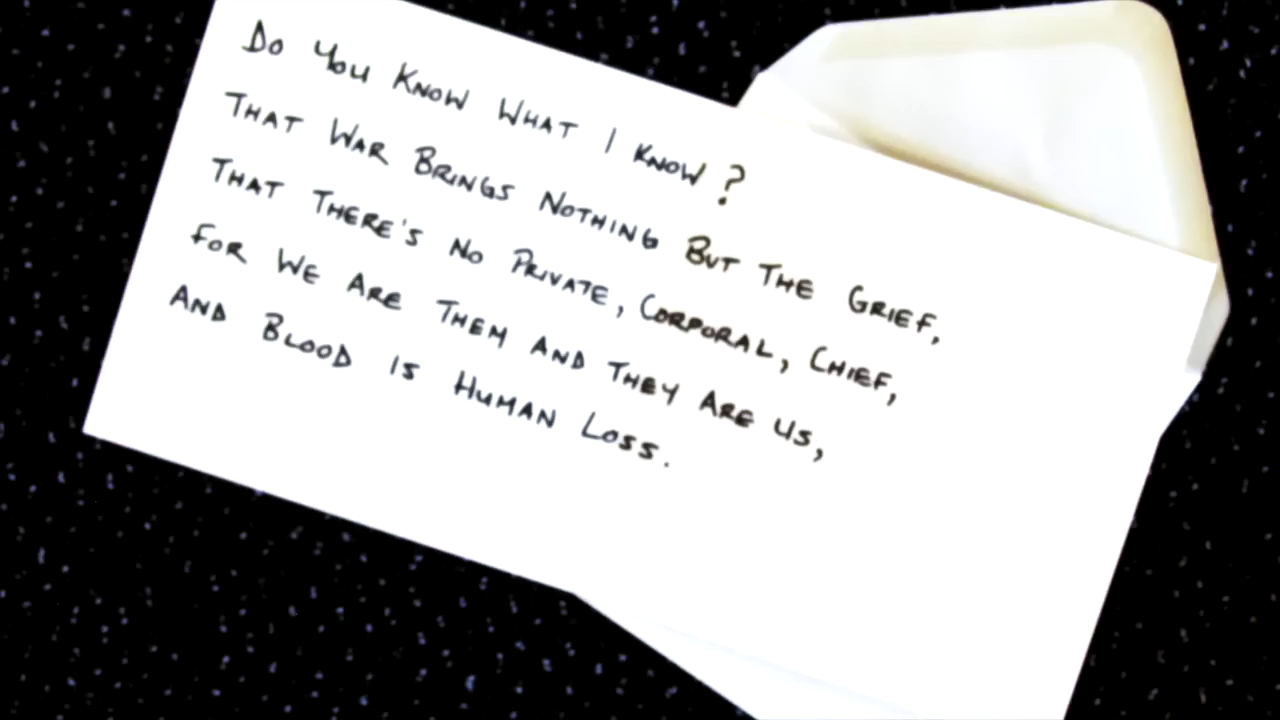 Do You Know What I Know?
That War Brings Nothing But The Grief,
That There's No Private, Corporal, Chief,
For We Are Them And They Are Us,
And Blood Is Human Loss.